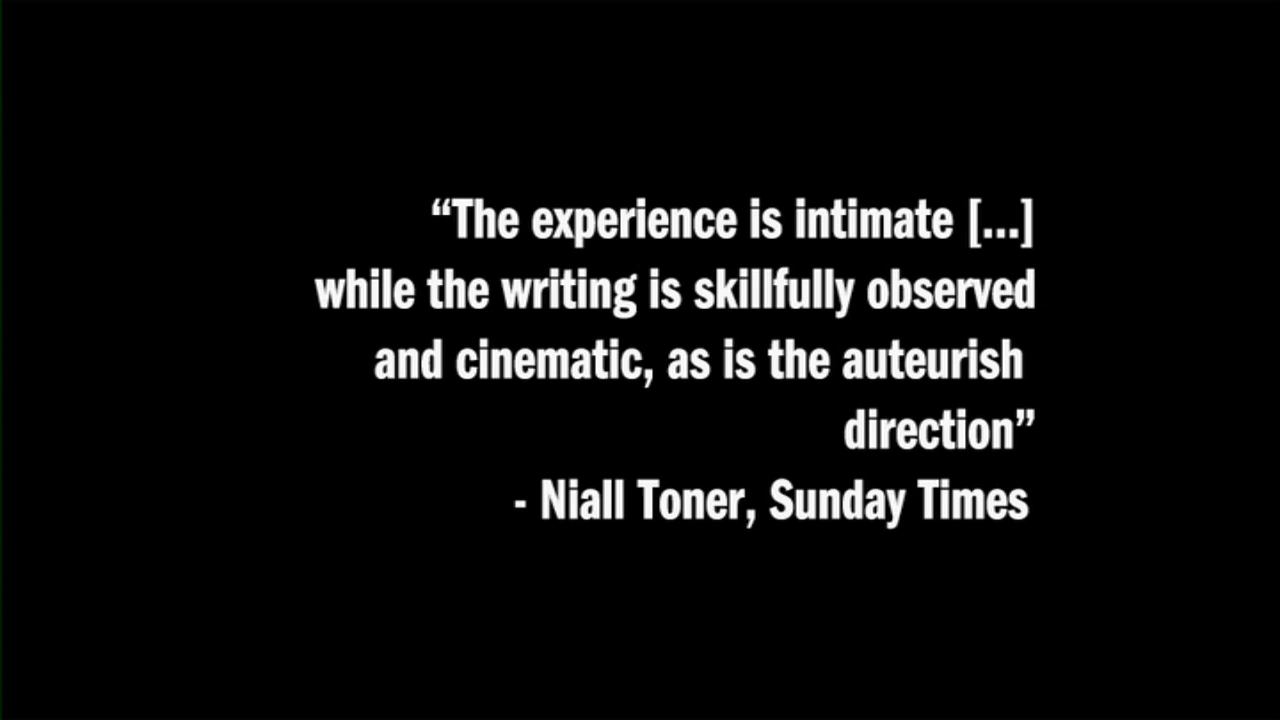 “The experience is intimate [...]
while the writing is skillfully observed
and cinematic, as is the auteurish
direction”
- Niall Toner, Sunday Times